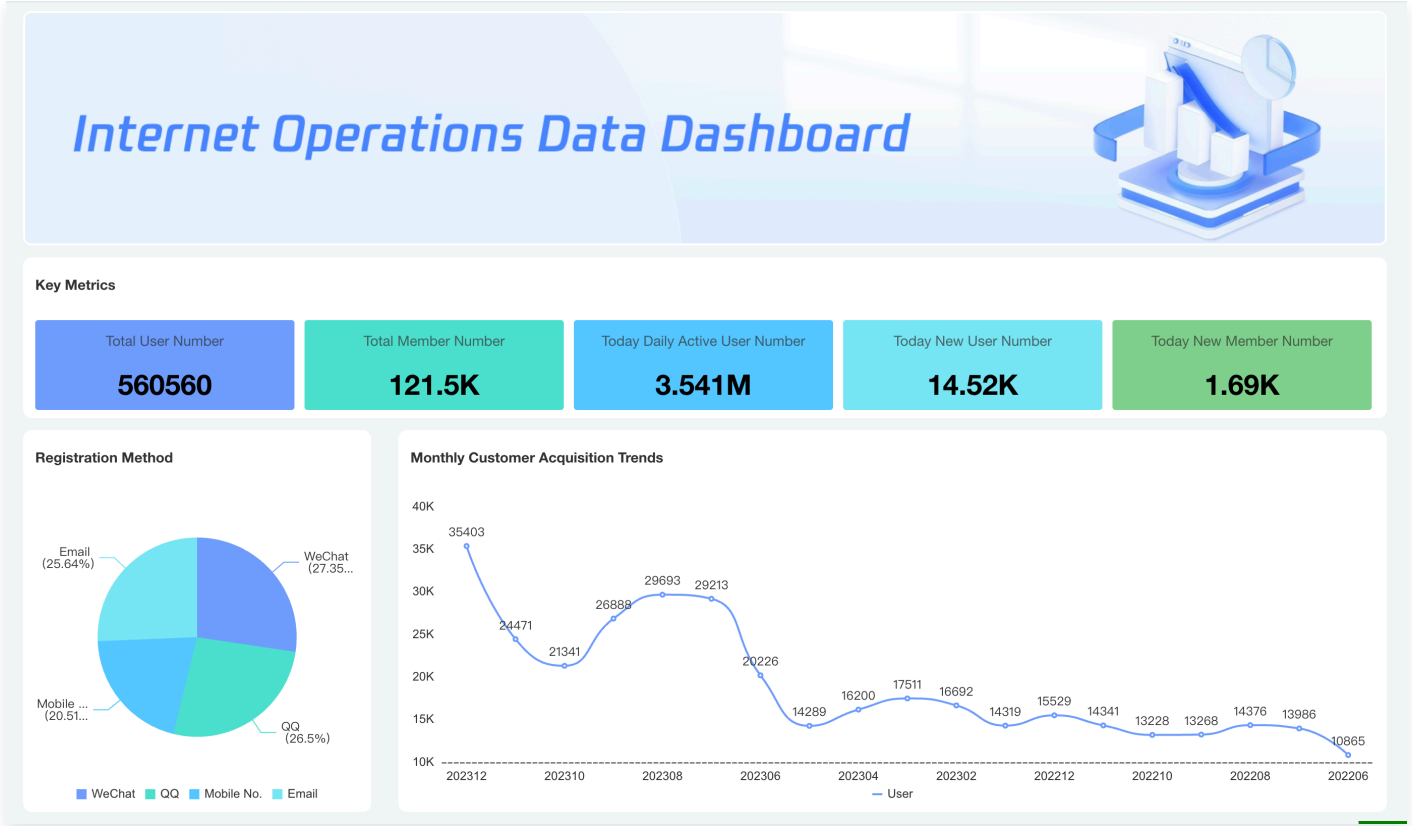 Internet Operations Data Dashboard
Key Metrics
Total User Number
560560
Total Member Number
121.5K
Today Daily Active User Number
3.541M
Today New User Number
14.52K
Today New Member Number
1.69K
Registration Method
Email
(25.64%)
WeChat
(27.35...
Mobile ...
(20.51...
QQ
(26.5%)
WeChat QQ Mobile No. Email
Monthly Customer Acquisition Trends
40K
35K
30K
25K
20K
15K
10K
35403
24471
21341
26888
29693
29213
20226
14289
16200
17511
16692
14319
15529
14341
13228
13268
14376
13986
10865
202312 202310 202308 202306 202304 202302 202212 202210 202208 202206
User